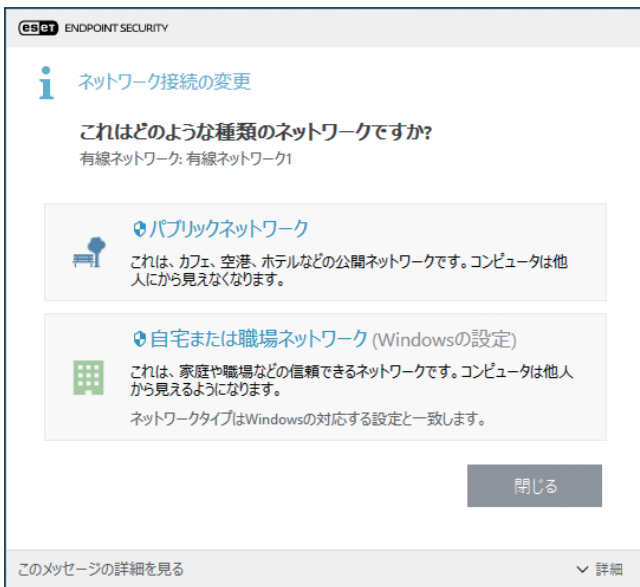 eset ENDPOINT SECURITY
ネットワーク接続の変更
これはどのような種類のネットワークですか?
有線ネットワーク: 有線ネットワーク1
パブリックネットワーク
これは、カフェ、空港、ホテルなどの公開ネットワークです。コンピュータは他
人にから見えなくなります。
自宅または職場ネットワーク (Windowsの設定)
これは、家庭や職場などの信頼できるネットワークです。コンピュータは他人
から見えるようになります。
ネットワークタイプはWindowsの対応する設定と一致します。
閉じる
このメッセージの詳細を見る
詳細